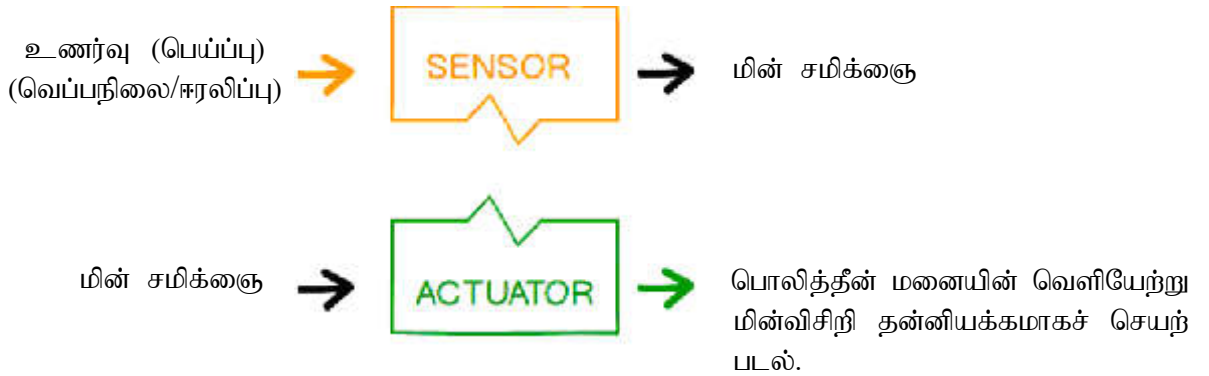 உணர்வு (பெய்ப்பு)
(வெப்பநிலை/ஈரலிப்பு)
SENSOR
மின் சமிக்ஞை
மின் சமிக்ஞை
ACTUATOR
பொலித்தீன் மனையின் வெளியேற்று
மின்விசிறி தன்னியக்கமாகச் செயற்
படல்.